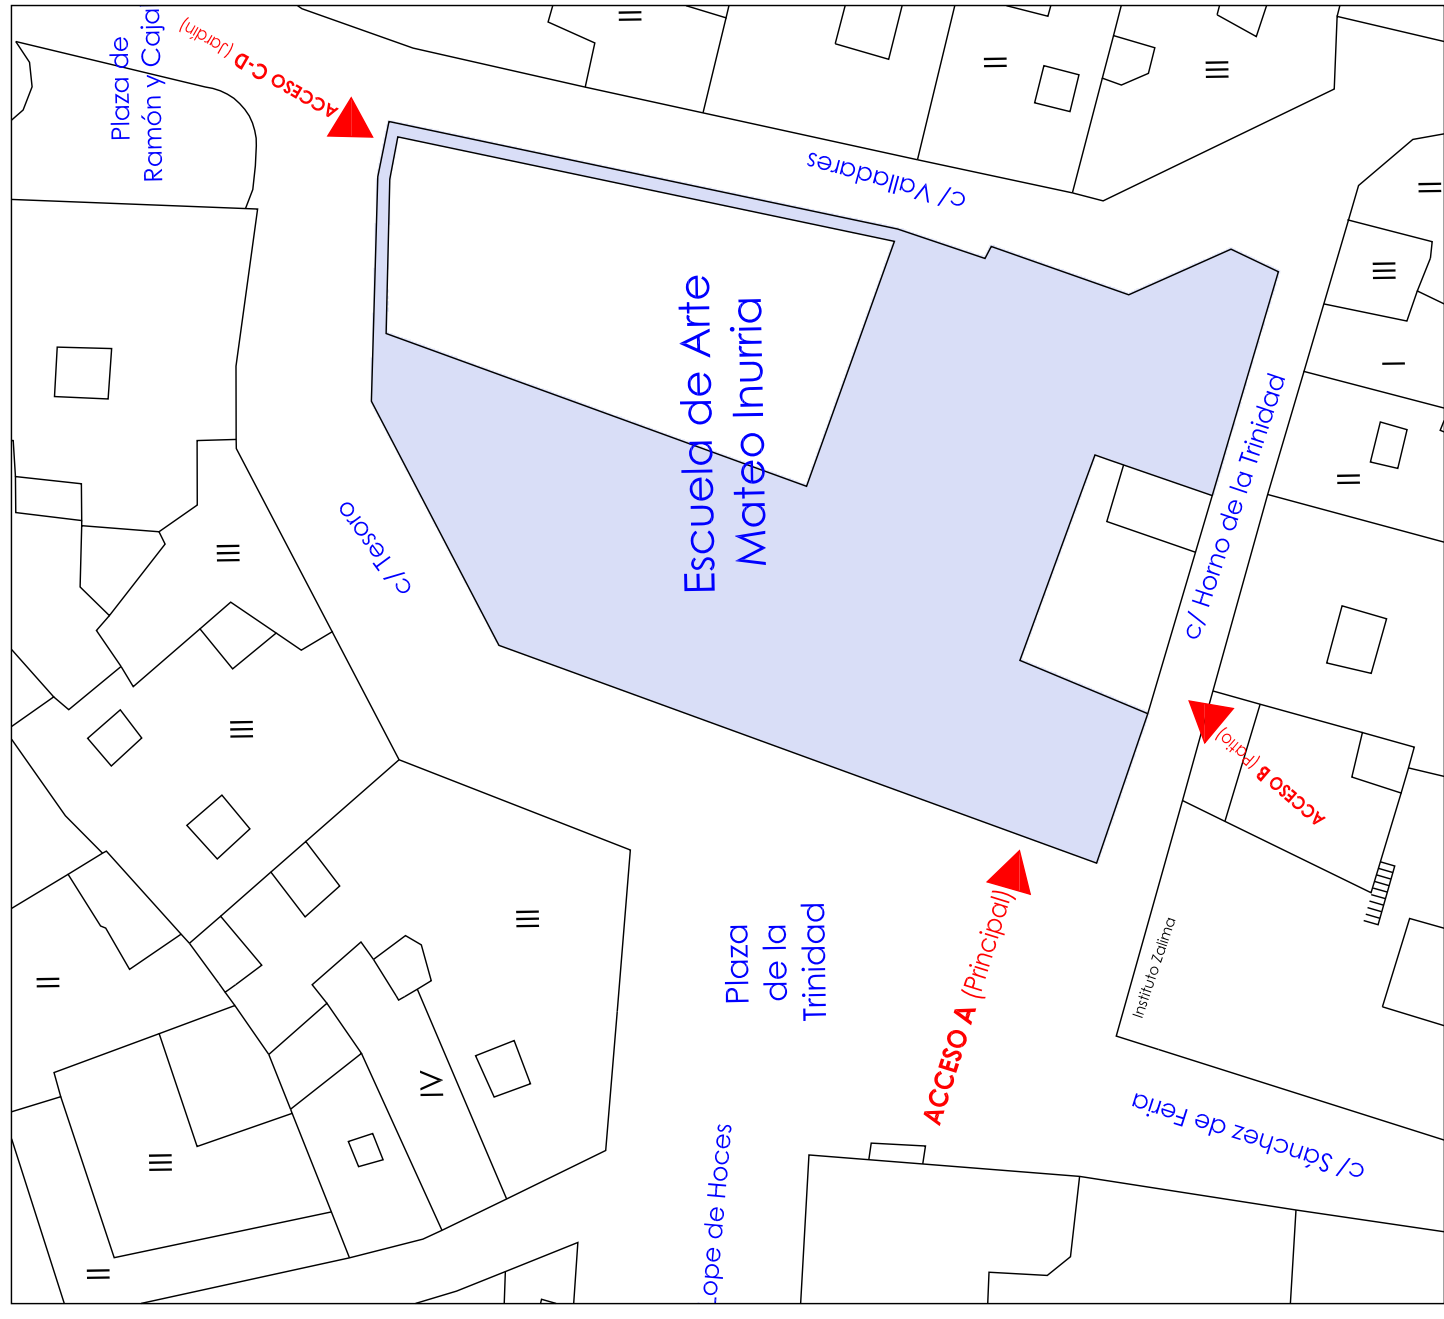 Plaza de
Ramón y Caja
ACCESO C-D (Jardín)
c/ Valladares
Escuela de Arte
Mateo Inurria
c/ Tesoro
c/ Horno de la Trinidad
ACCESO B (Patio)
Plaza
de la
Trinidad
ACCESO A (Principal)
Instituto Zalima
c/ Sánchez de Feria
ope de Hoces
II
II
III
II
III
I
II
III
III
III
II
IV
III
II